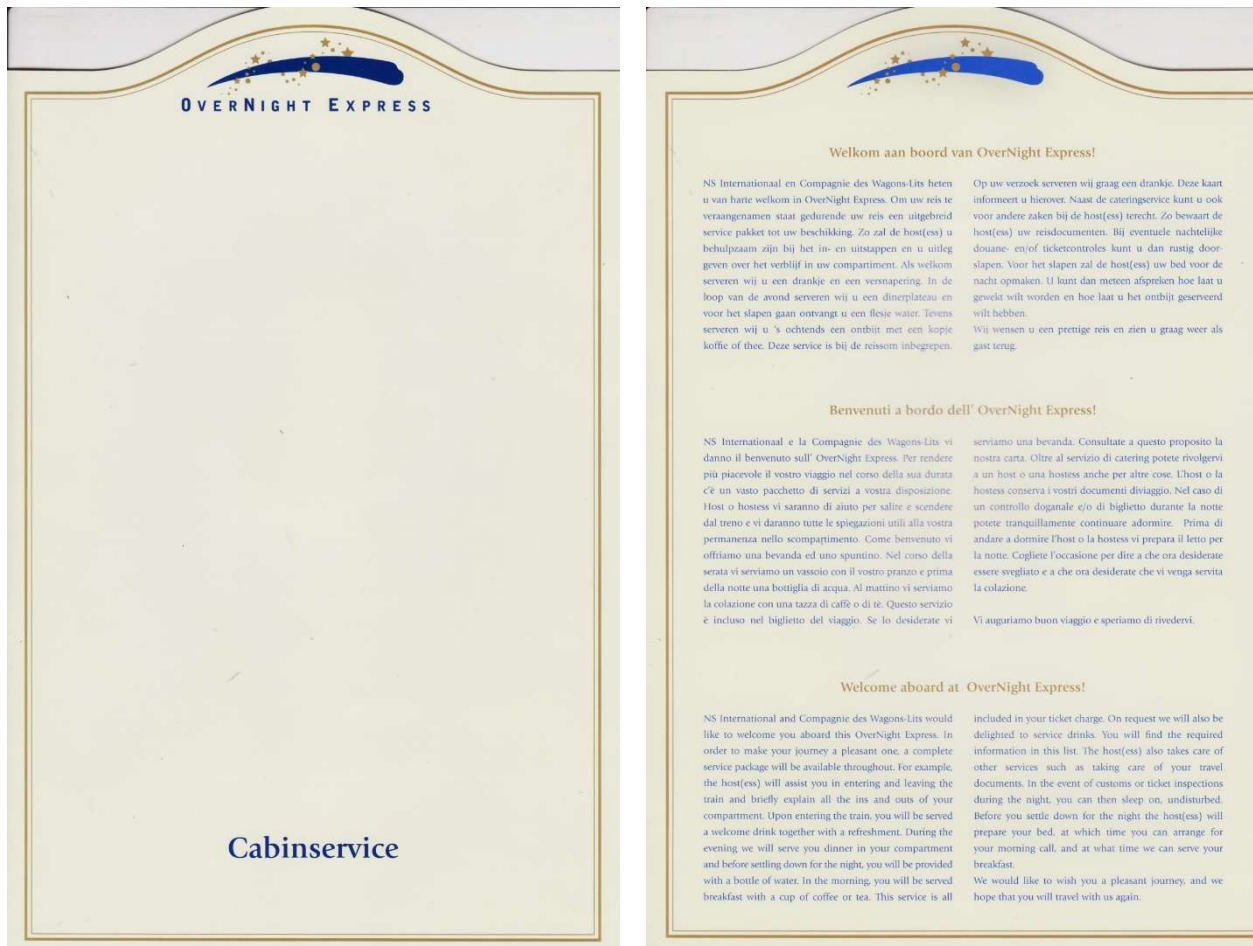 OVERNIGHT EXPRESS
Cabinservice
Welkom aan boord van OverNight Express!
NS Internationaal en Compagnie des Wagons-Lits heten
u van harte welkom in OverNight Express. Om uw reis te
veraangenamen staat gedurende uw reis een uitgebreid
service pakket tot uw beschikking. Zo zal de host(ess) u
behulpzaam zijn bij het in- en uitstappen en u uitleg
geven over het verblijf in uw compartiment. Als welkom
serveren wij u een drankje en een versnapering. In de
loop van de avond serveren wij u een dinerplateau en
voor het slapen gaan ontvangt u een flesje water. Tevens
serveren wij u 's ochtends een ontbijt met een kopje
koffie of thee. Deze service is bij de reissom inbegrepen.
Op uw verzoek serveren wij graag een drankje. Deze kaart
informeert u hierover. Naast de cateringservice kunt u ook
voor andere zaken bij de host(ess) terecht. Zo bewaart de
host(ess) uw reisdocumenten. Bij eventuele nachtelijke
douane- en/of ticketcontroles kunt u dan rustig door-
slapen. Voor het slapen zal de host(ess) uw bed voor de
nacht opmaken. U kunt dan meteen afspreken hoe laat u
gewekt wilt worden en hoe laat u het ontbijt geserveerd
wilt hebben.
Wij wensen u een prettige reis en zien u graag weer als
gast terug.
Benvenuti a bordo dell' OverNight Express!
NS Internationaal e la Compagnie des Wagons-Lits vi
danno il benvenuto sull' OverNight Express. Per rendere
più piacevole il vostro viaggio nel corso della sua durata
c'è un vasto pacchetto di servizi a vostra disposizione.
Host o hostess vi saranno di aiuto per salire e scendere
dal treno e vi daranno tutte le spiegazioni utili alla vostra
permanenza nello scompartimento. Come benvenuto vi
offriamo una bevanda ed uno spuntino. Nel corso della
serata vi serviamo un vassoio con il vostro pranzo e prima
della notte una bottiglia di acqua. Al mattino vi serviamo
la colazione con una tazza di caffè o di tè. Questo servizio
è incluso nel biglietto del viaggio. Se lo desiderate vi
serviamo una bevanda. Consultate a questo proposito la
nostra carta. Oltre al servizio di catering potete rivolgervi
a un host o una hostess anche per altre cose. L'host o la
hostess conserva i vostri documenti diviaggio. Nel caso di
un controllo doganale e/o di biglietto durante la notte
potete tranquillamente continuare adormire. Prima di
andare a dormire l'host o la hostess vi prepara il letto per
la notte. Cogliete l'occasione per dire a che ora desiderate
essere svegliato e a che ora desiderate che vi venga servita
la colazione.
Vi auguriamo buon viaggio e speriamo di rivedervi.
Welcome aboard at OverNight Express!
NS International and Compagnie des Wagons-Lits would
like to welcome you aboard this OverNight Express. In
order to make your journey a pleasant one, a complete
service package will be available throughout. For example,
the host(ess) will assist you in entering and leaving the
train and briefly explain all the ins and outs of your
compartment. Upon entering the train, you will be served
a welcome drink together with a refreshment. During the
evening we will serve you dinner in your compartment
and before settling down for the night, you will be provided
with a bottle of water. In the morning, you will be served
breakfast with a cup of coffee or tea. This service is all
included in your ticket charge. On request we will also be
delighted to service drinks. You will find the required
information in this list. The host(ess) also takes care of
other services such as taking care of your travel
documents. In the event of customs or ticket inspections
during the night, you can then sleep on, undisturbed.
Before you settle down for the night the host(ess) will
prepare your bed, at which time you can arrange for
your morning call, and at what time we can serve your
breakfast.
We would like to wish you a pleasant journey, and we
hope that you will travel with us again.